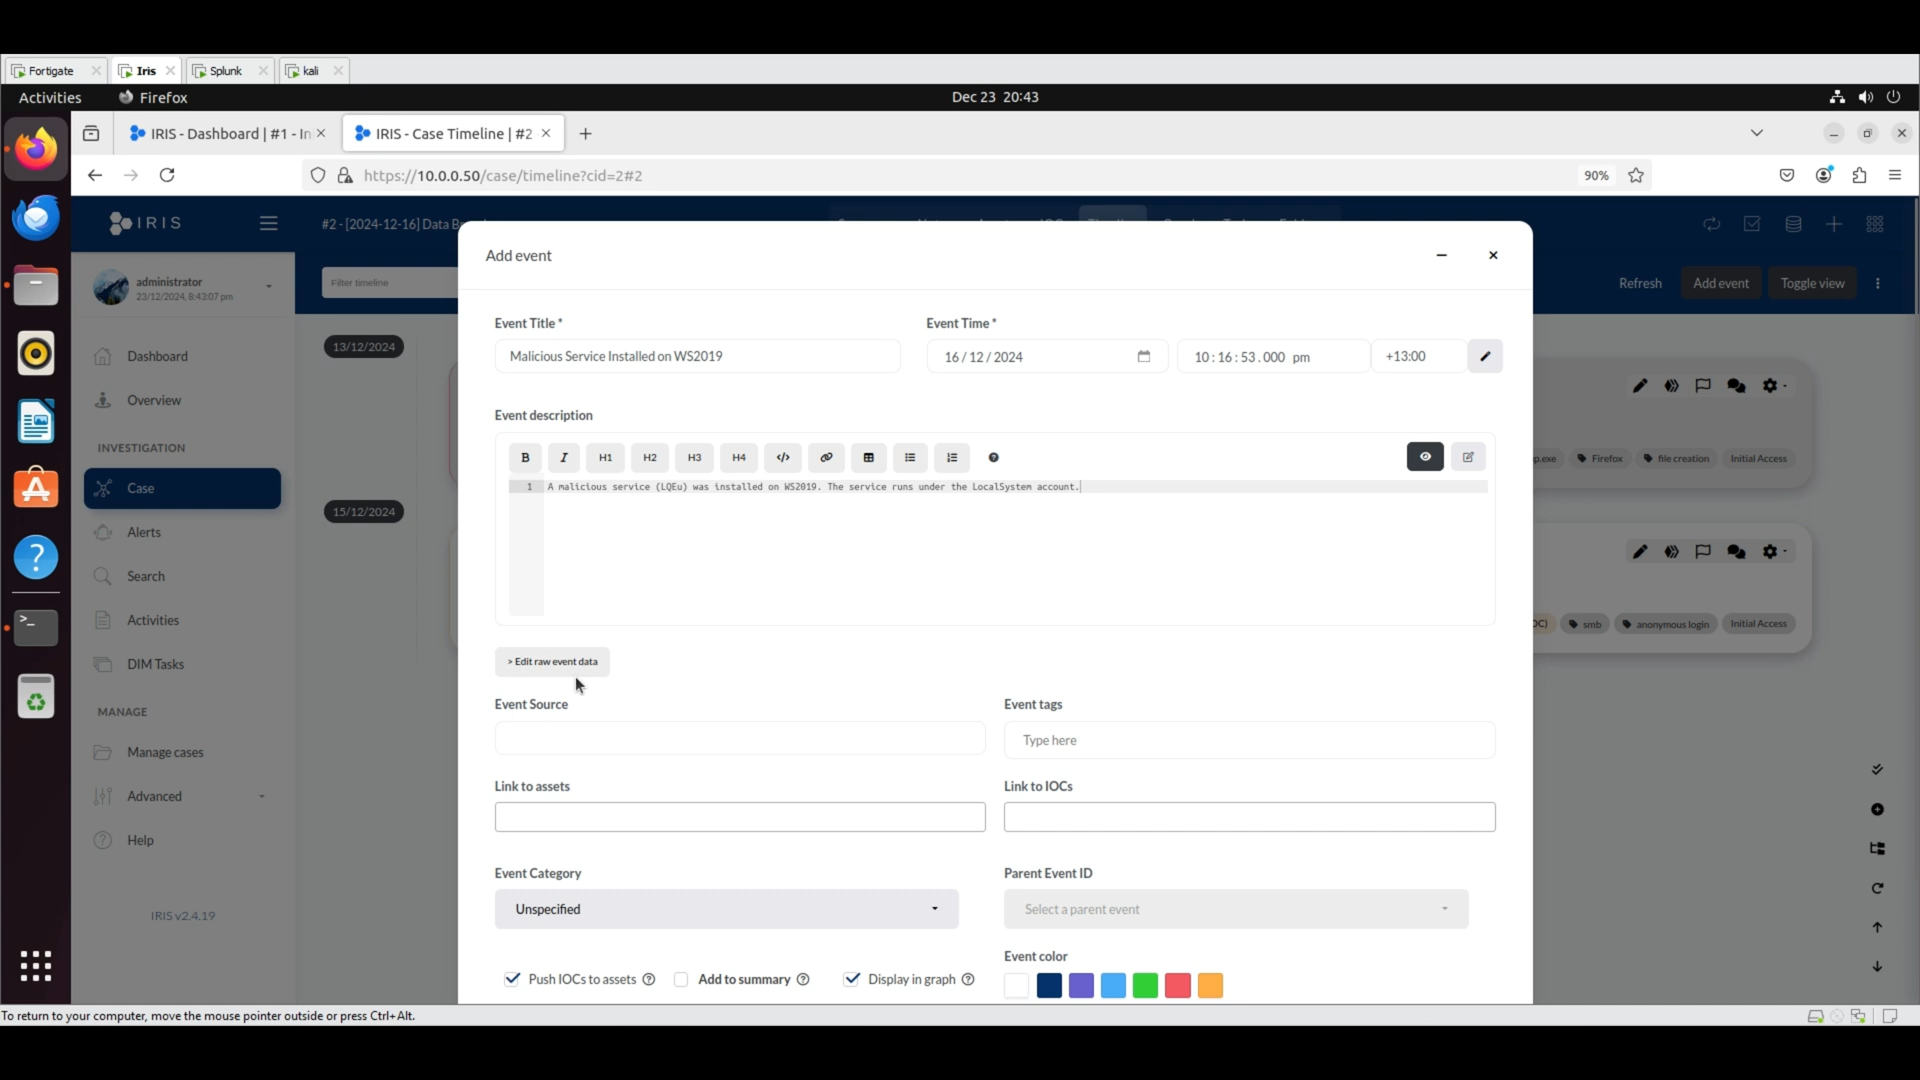 Fortigate
Iris
Splunk
kali
Activities
Firefox
Dec 23 20:43
IRIS - Dashboard | #1 - In
IRIS - Case Timeline | #2
https://10.0.0.50/case/timeline?cid=2#2
90%
IRIS
#2 - [2024-12-16] Data
Add event
administrator
23/12/2024, 8:43:07 pm
Filter timeline
Refresh
Add event
Toggle view
Event Title *
Event Time *
13/12/2024
Dashboard
Malicious Service Installed on WS2019
16 / 12 / 2024
10 : 16 : 53 . 000 pm
+13:00
Overview
Event description
INVESTIGATION
B I H1 H2 H3 H4 </>
p.exe
Firefox
file creation
Initial Access
Case
1 A malicious service (LQEu) was installed on WS2019. The service runs under the LocalSystem account.
15/12/2024
Alerts
Search
Activities
smb
anonymous login
Initial Access
DIM Tasks
> Edit raw event data
MANAGE
Event Source
Event tags
Manage cases
Type here
Link to assets
Link to IOCs
Advanced
Help
Event Category
Parent Event ID
IRIS v2.4.19
Unspecified
Select a parent event
Event color
Push IOCs to assets
Add to summary
Display in graph
To return to your computer, move the mouse pointer outside or press Ctrl+Alt.